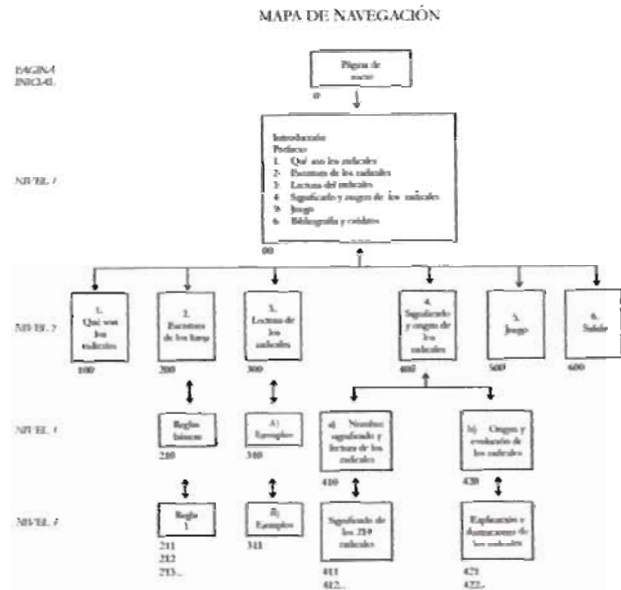 MAPA DE NAVEGACIÓN
PAGINA
INICIAL
Página de
0
Introducción
Prefacio
1. Qué son los radicales
2. Escritura de los radicales
3. Lectura del radicales
4. Significado y origen de los radicales
5. Juego
6. Bibliografía y créditos
NIVEL 1
00
NIVEL 2
1.
Qué son
los
radicales
100
2.
Escritura
de los
200
3.
Lectura de
los
radicales
300
4.
Significado
y origen de
los
radicales
400
5.
Juego
500
6.
600
Reglas
básicas
210
A)
Ejemplos
310
a) Nombre
significado y
lectura de los
radicales
410
b) Origen y
evolución de
los radicales
420
Regla
1
211
212
213...
B)
Ejemplos
311
Significado de
los 214
radicales
411
412...
Explicación e
ilustraciones de
los radicales
421
422...